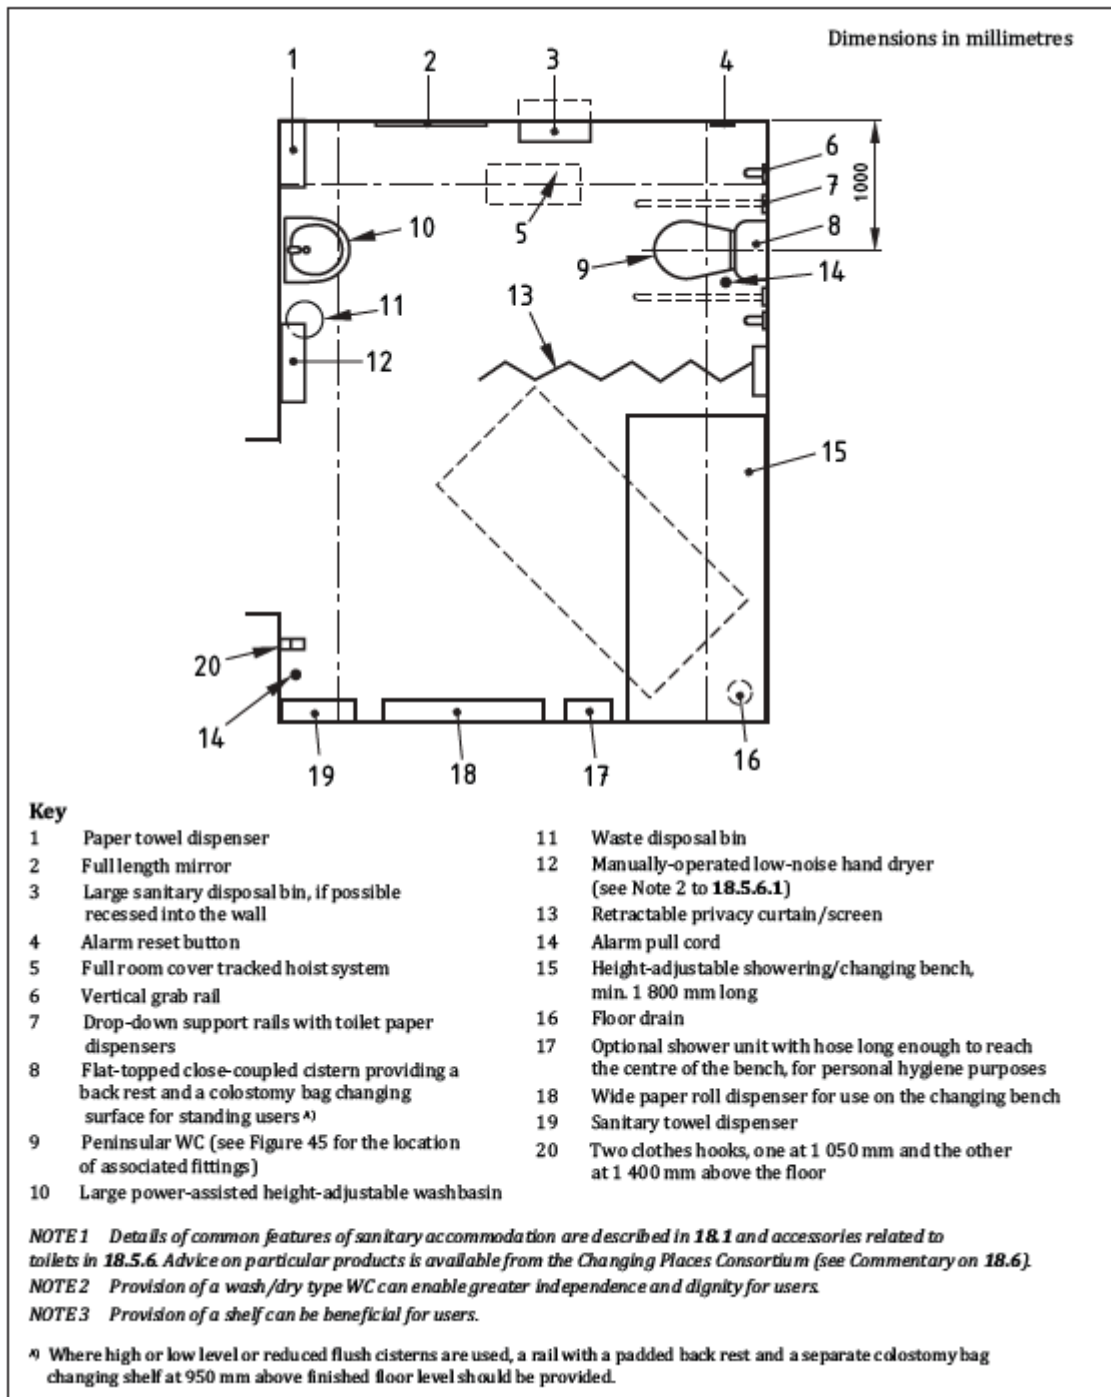 Dimensions in millimetres
1
2
3
4
6
7
8
1000
5
9
10
14
11
13
12
15
20
14
19
18
17
16
Key
1 Paper towel dispenser
2 Full length mirror
3 Large sanitary disposal bin, if possible
recessed into the wall
4 Alarm reset button
5 Full room cover tracked hoist system
6 Vertical grab rail
7 Drop-down support rails with toilet paper
dispensers
8 Flat-topped close-coupled cistern providing a
back rest and a colostomy bag changing
surface for standing users A)
9 Peninsular WC (see Figure 45 for the location
of associated fittings)
10 Large power-assisted height-adjustable washbasin
11 Waste disposal bin
12 Manually-operated low-noise hand dryer
(see Note 2 to 18.5.6.1)
13 Retractable privacy curtain/screen
14 Alarm pull cord
15 Height-adjustable showering/changing bench,
min. 1 800 mm long
16 Floor drain
17 Optional shower unit with hose long enough to reach
the centre of the bench, for personal hygiene purposes
18 Wide paper roll dispenser for use on the changing bench
19 Sanitary towel dispenser
20 Two clothes hooks, one at 1 050 mm and the other
at 1 400 mm above the floor
NOTE 1 Details of common features of sanitary accommodation are described in 18.1 and accessories related to
toilets in 18.5.6. Advice on particular products is available from the Changing Places Consortium (see Commentary on 18.6).
NOTE 2 Provision of a wash/dry type WC can enable greater independence and dignity for users.
NOTE 3 Provision of a shelf can be beneficial for users.
A) Where high or low level or reduced flush cisterns are used, a rail with a padded back rest and a separate colostomy bag
changing shelf at 950 mm above finished floor level should be provided.